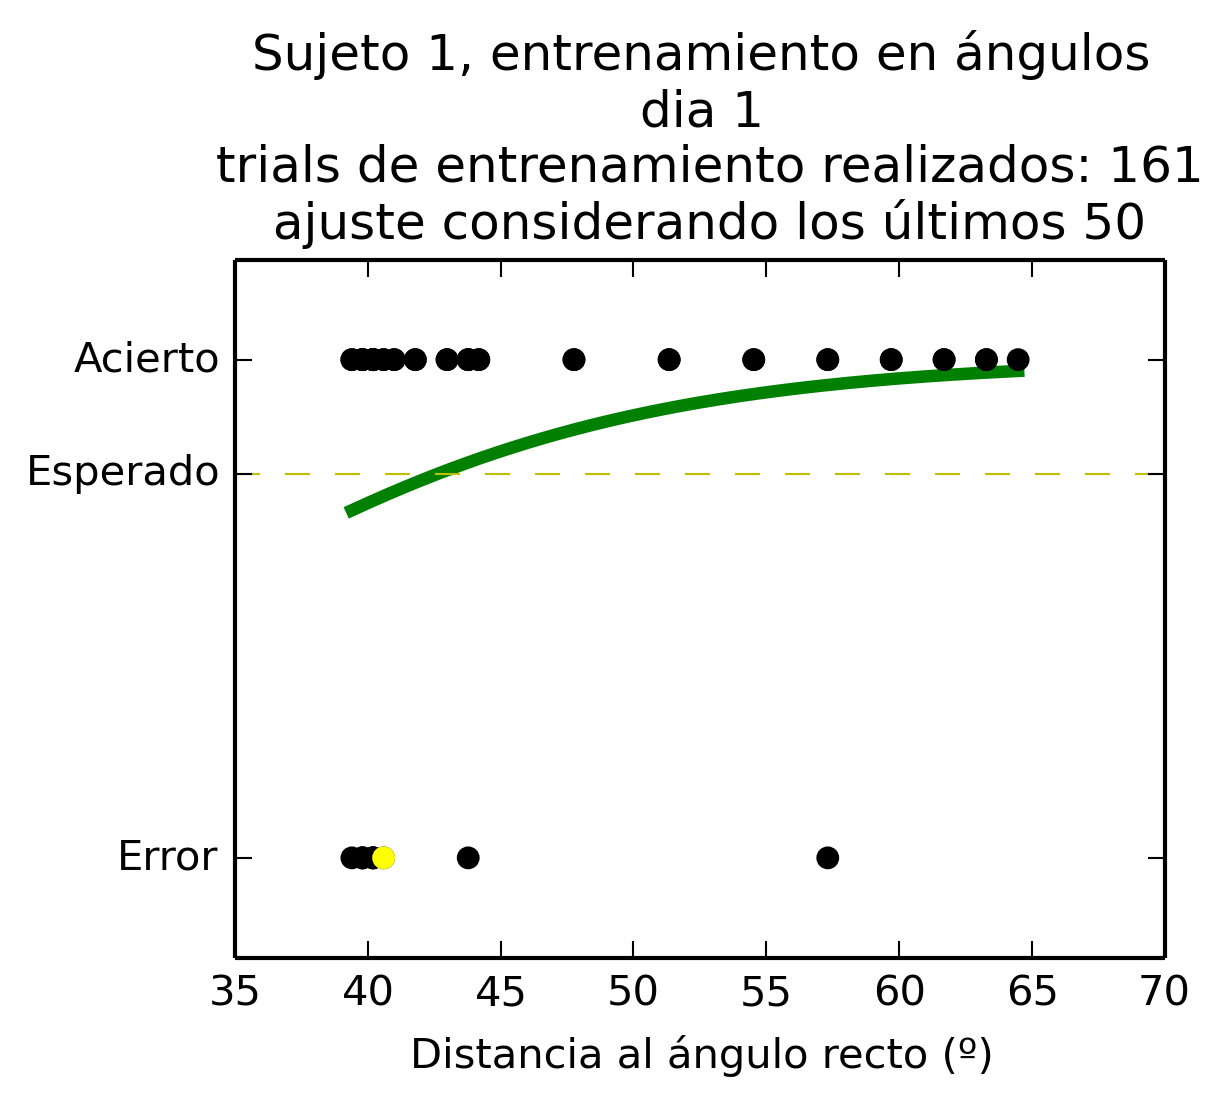 Sujeto 1, entrenamiento en ángulos
dia 1
trials de entrenamiento realizados: 161
ajuste considerando los últimos 50
Acierto
Esperado
Error
35 40 45 50 55 60 65 70
Distancia al ángulo recto (º)